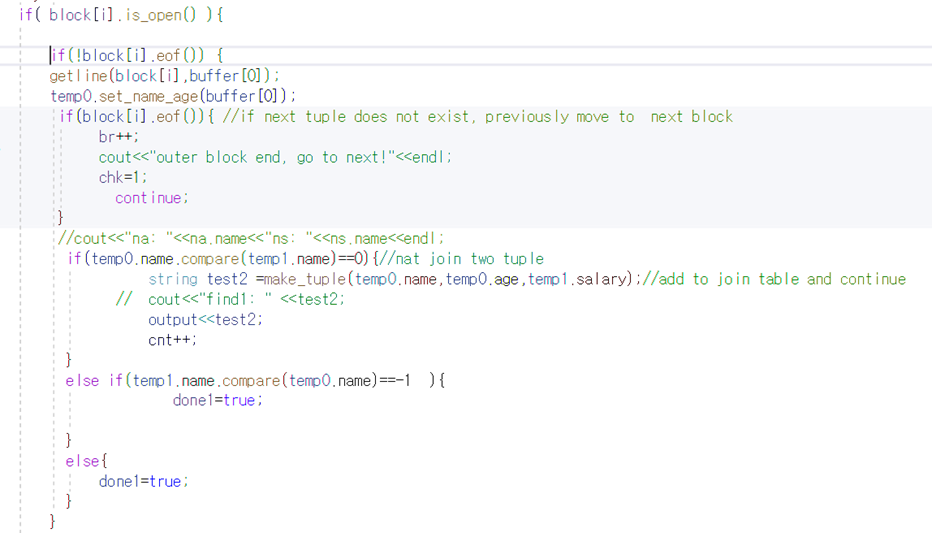 if( block[i].is_open() ){
if(!block[i].eof()) {
getline(block[i],buffer[0]);
temp0.set_name_age(buffer[0]);
if(block[i].eof()){ //if next tuple does not exist, previously move to  next block
br++;
cout<<"outer block end, go to next!"<<endl;
chk=1;
continue;
}
//cout<<"na: "<<na.name<<"ns: "<<ns.name<<endl;
if(temp0.name.compare(temp1.name)==0){//nat join two tuple
string test2 =make_tuple(temp0.name,temp0.age,temp1.salary);//add to join table and continue
//  cout<<"find1: " <<test2;
output<<test2;
cnt++;
}
else if(temp1.name.compare(temp0.name)==-1  ){
done1=true;
}
else{
done1=true;
}
}